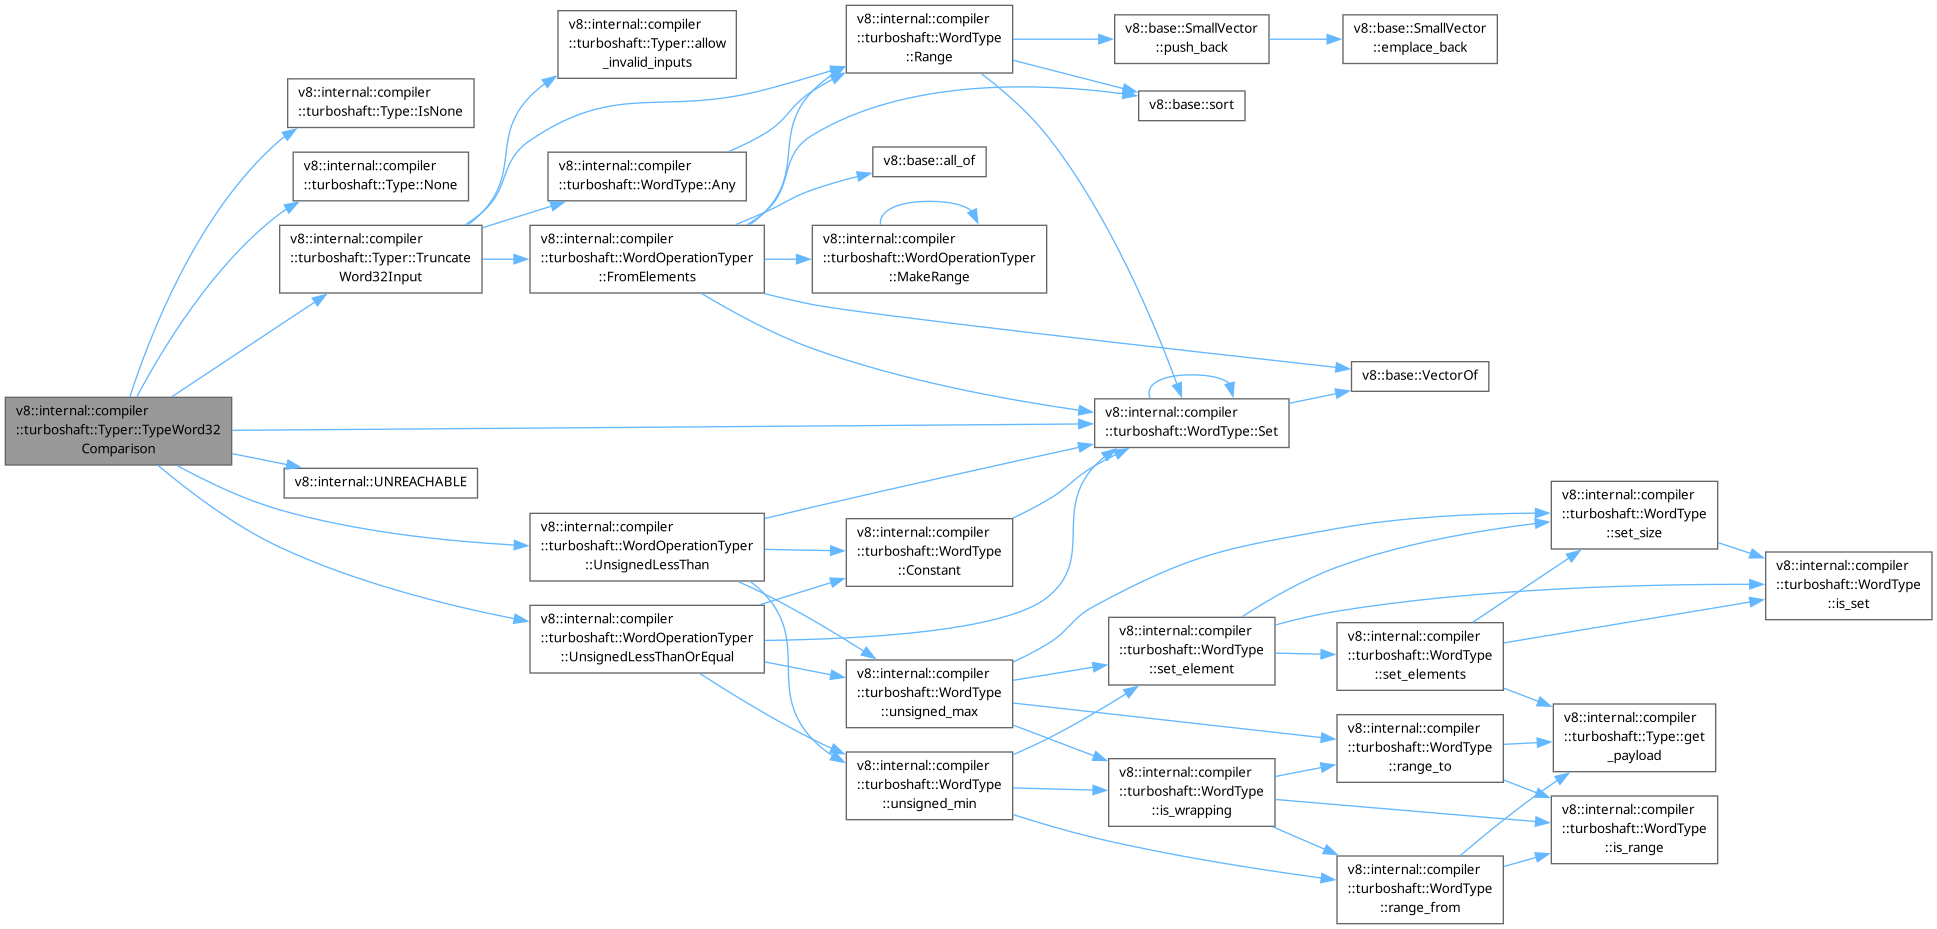 v8::internal::compiler
::turboshaft::Typer::TypeWord32
Comparison
v8::internal::compiler
::turboshaft::Type::IsNone
v8::internal::compiler
::turboshaft::Type::None
v8::internal::compiler
::turboshaft::Typer::Truncate
Word32Input
v8::internal::UNREACHABLE
v8::internal::compiler
::turboshaft::Typer::allow
_invalid_inputs
v8::internal::compiler
::turboshaft::WordType::Any
v8::internal::compiler
::turboshaft::WordOperationTyper
::FromElements
v8::internal::compiler
::turboshaft::WordOperationTyper
::UnsignedLessThan
v8::internal::compiler
::turboshaft::WordOperationTyper
::UnsignedLessThanOrEqual
v8::internal::compiler
::turboshaft::WordType
::Range
v8::base::all_of
v8::internal::compiler
::turboshaft::WordOperationTyper
::MakeRange
v8::internal::compiler
::turboshaft::WordType
::Constant
v8::internal::compiler
::turboshaft::WordType
::unsigned_max
v8::internal::compiler
::turboshaft::WordType
::unsigned_min
v8::base::SmallVector
::push_back
v8::base::sort
v8::internal::compiler
::turboshaft::WordType::Set
v8::internal::compiler
::turboshaft::WordType
::set_element
v8::internal::compiler
::turboshaft::WordType
::is_wrapping
v8::base::SmallVector
::emplace_back
v8::base::VectorOf
v8::internal::compiler
::turboshaft::WordType
::set_elements
v8::internal::compiler
::turboshaft::WordType
::range_to
v8::internal::compiler
::turboshaft::WordType
::range_from
v8::internal::compiler
::turboshaft::WordType
::set_size
v8::internal::compiler
::turboshaft::Type::get
_payload
v8::internal::compiler
::turboshaft::WordType
::is_range
v8::internal::compiler
::turboshaft::WordType
::is_set